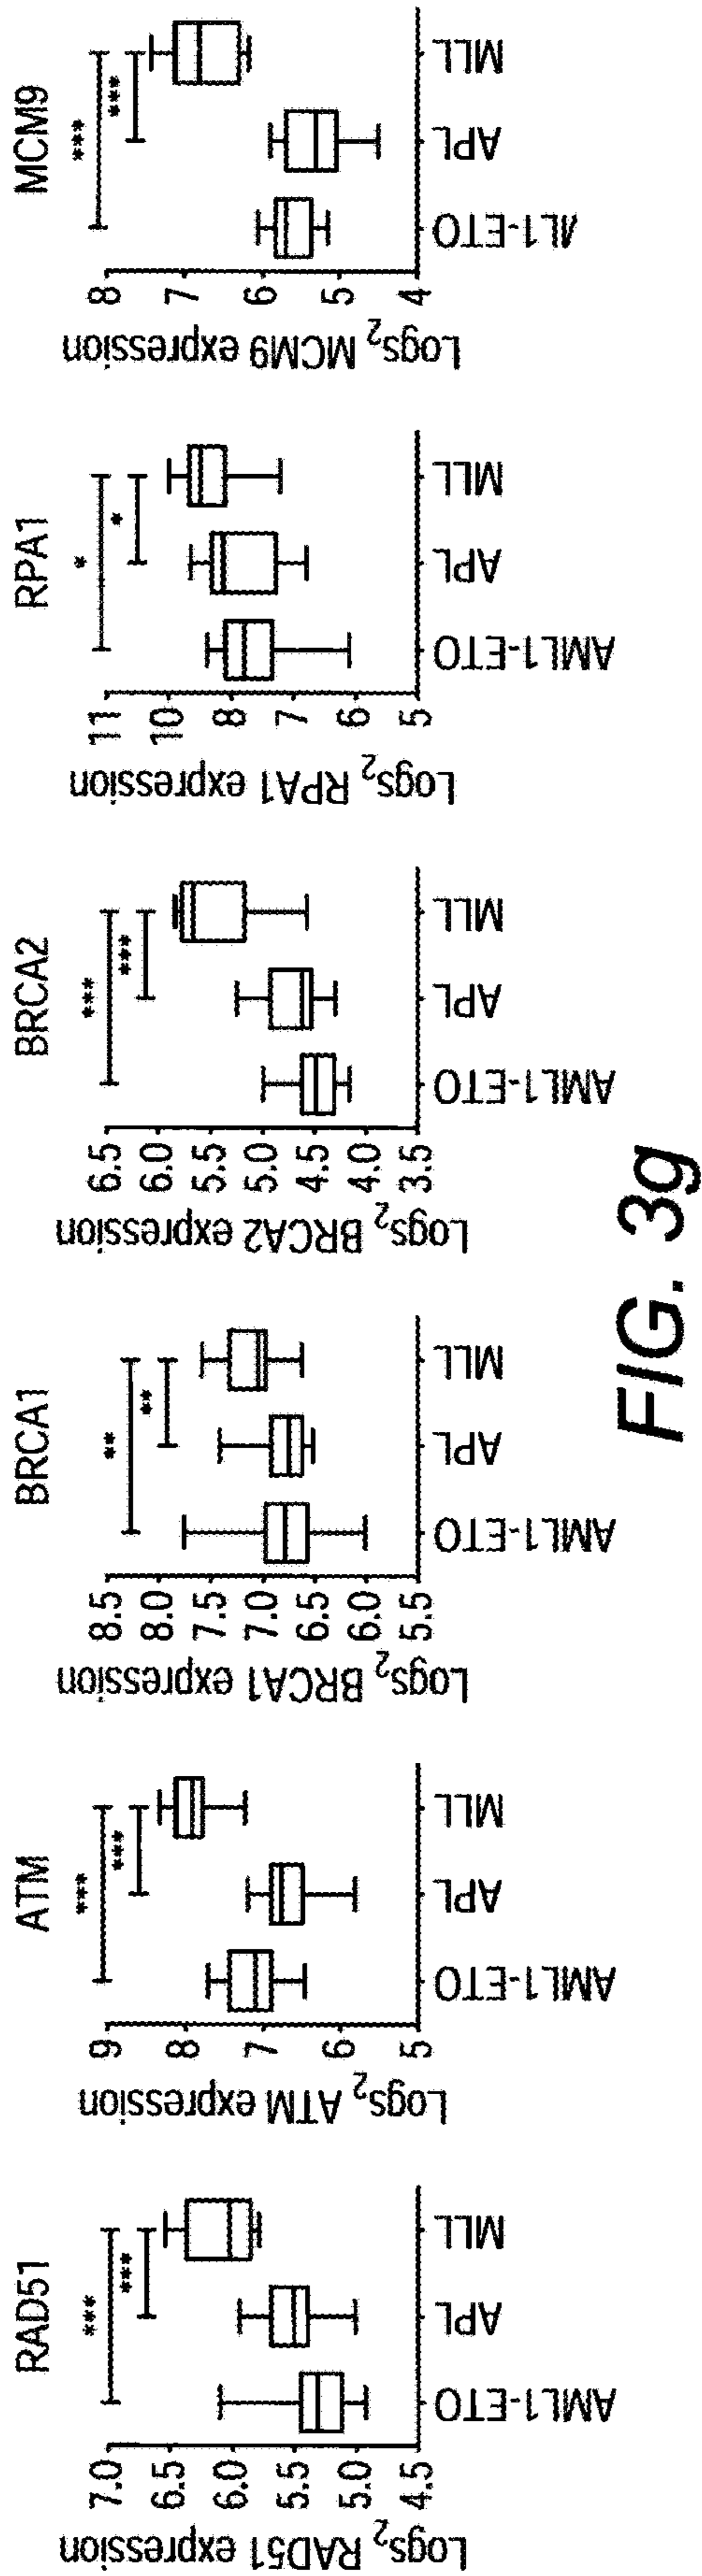 RAD51
***
***
7.0
6.5
6.0
5.5
5.0
4.5
Logs₂ RAD51 expression
AML1-ETO
APL
MLL
ATM
***
***
9
8
7
6
5
Logs₂ ATM expression
AML1-ETO
APL
MLL
BRCA1
**
**
8.5
8.0
7.5
7.0
6.5
6.0
5.5
Logs₂ BRCA1 expression
AML1-ETO
APL
MLL
BRCA2
***
***
6.5
6.0
5.5
5.0
4.5
4.0
3.5
Logs₂ BRCA2 expression
AML1-ETO
APL
MLL
RPA1
*
*
11
10
8
7
6
5
Logs₂ RPA1 expression
AML1-ETO
APL
MLL
MCM9
***
***
8
7
6
5
4
Logs₂ MCM9 expression
APL
MLL
FIG. 3g